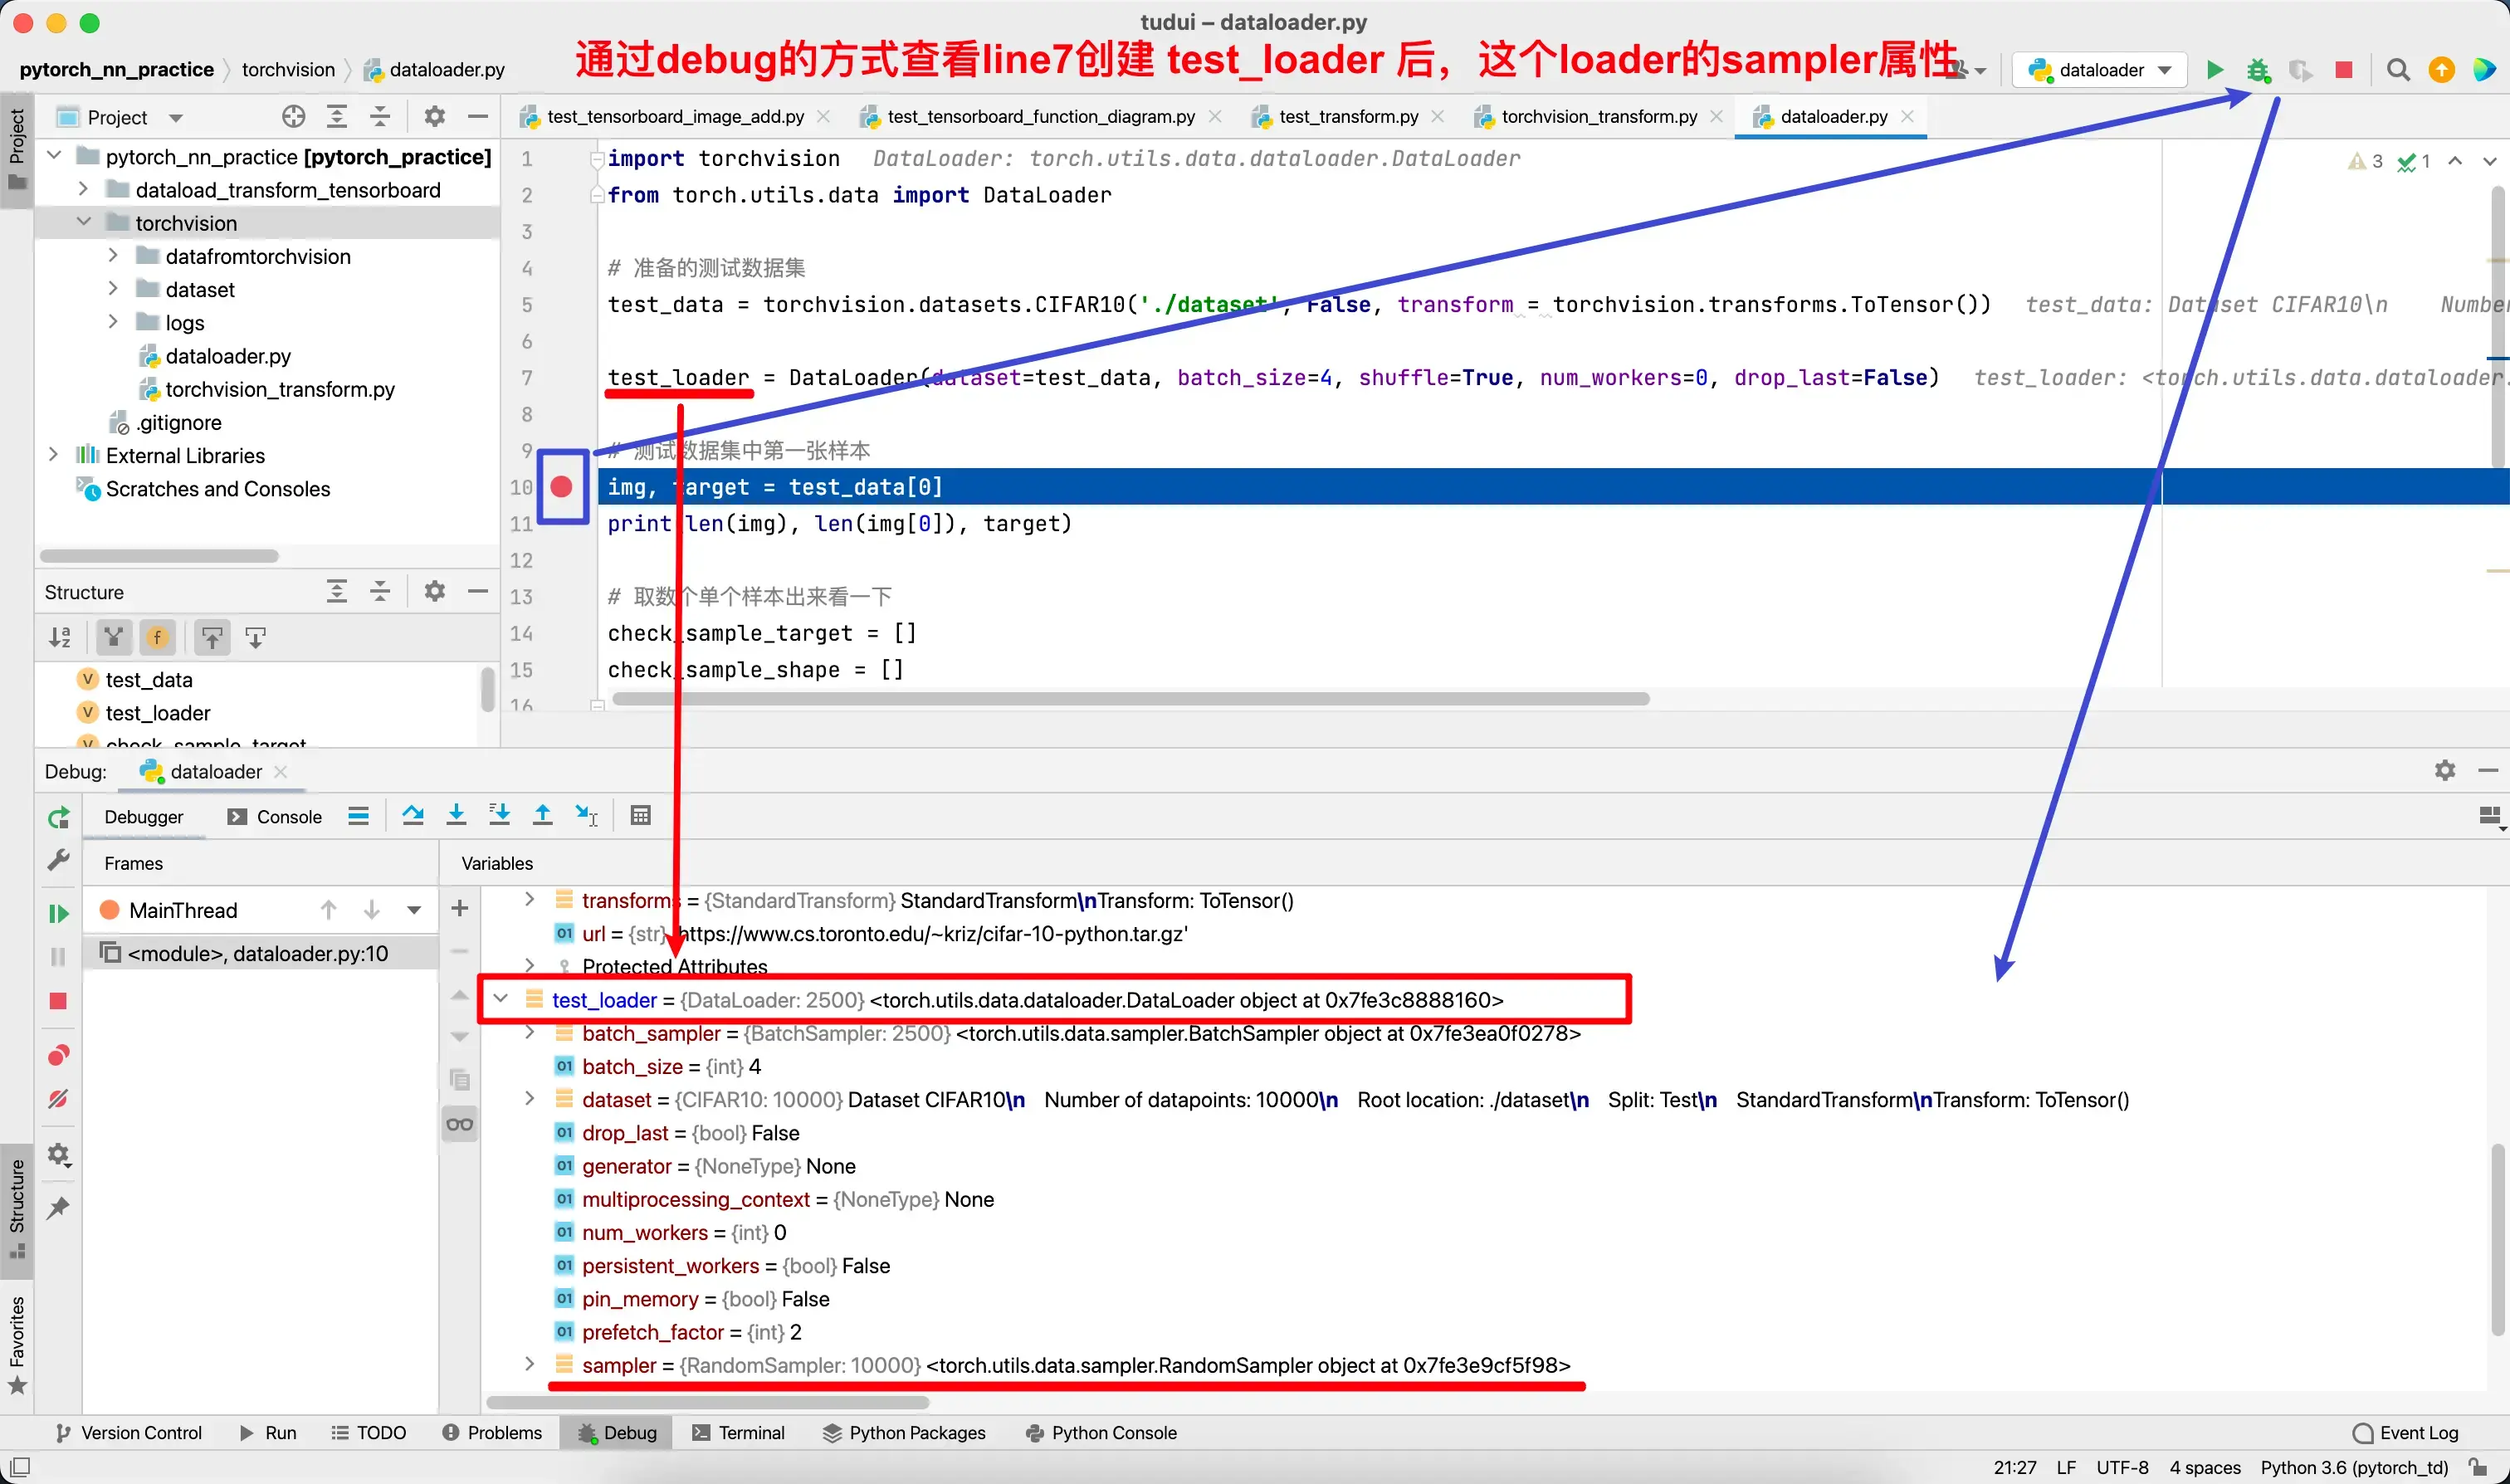 tudui – dataloader.py
通过debug的方式查看line7创建 test_loader 后，这个loader的sampler属性
pytorch_nn_practice
torchvision
dataloader.py
dataloader
Project
Project
test_tensorboard_image_add.py
test_tensorboard_function_diagram.py
test_transform.py
torchvision_transform.py
dataloader.py
pytorch_nn_practice [pytorch_practice]
dataload_transform_tensorboard
torchvision
datafromtorchvision
dataset
logs
dataloader.py
torchvision_transform.py
.gitignore
External Libraries
Scratches and Consoles
3
1
1 import torchvision DataLoader: torch.utils.data.dataloader.DataLoader
2 from torch.utils.data import DataLoader
3
4 # 准备的测试数据集
5 test_data = torchvision.datasets.CIFAR10('./dataset', False, transform = torchvision.transforms.ToTensor()) test_data: Dataset CIFAR10\n Numbe
6
7 test_loader = DataLoader(dataset=test_data, batch_size=4, shuffle=True, num_workers=0, drop_last=False) test_loader: <torch.utils.data.dataloader.
8
9 # 测试数据集中第一张样本
10 img, target = test_data[0]
11 print(len(img), len(img[0]), target)
12
13 # 取数个单个样本出来看一下
14 check_sample_target = []
15 check_sample_shape = []
16
Structure
test_data
test_loader
check_sample_target
Debug:
dataloader
Debugger
Console
Frames
Variables
MainThread
<module>, dataloader.py:10
transforms = {StandardTransform} StandardTransform\nTransform: ToTensor()
url = {str} 'https://www.cs.toronto.edu/~kriz/cifar-10-python.tar.gz'
Protected Attributes
test_loader = {DataLoader: 2500} <torch.utils.data.dataloader.DataLoader object at 0x7fe3c8888160>
batch_sampler = {BatchSampler: 2500} <torch.utils.data.sampler.BatchSampler object at 0x7fe3ea0f0278>
batch_size = {int} 4
dataset = {CIFAR10: 10000} Dataset CIFAR10\n Number of datapoints: 10000\n Root location: ./dataset\n Split: Test\n StandardTransform\nTransform: ToTensor()
drop_last = {bool} False
generator = {NoneType} None
multiprocessing_context = {NoneType} None
num_workers = {int} 0
persistent_workers = {bool} False
pin_memory = {bool} False
prefetch_factor = {int} 2
sampler = {RandomSampler: 10000} <torch.utils.data.sampler.RandomSampler object at 0x7fe3e9cf5f98>
Structure
Favorites
Version Control
Run
TODO
Problems
Debug
Terminal
Python Packages
Python Console
Event Log
21:27
LF
UTF-8
4 spaces
Python 3.6 (pytorch_td)